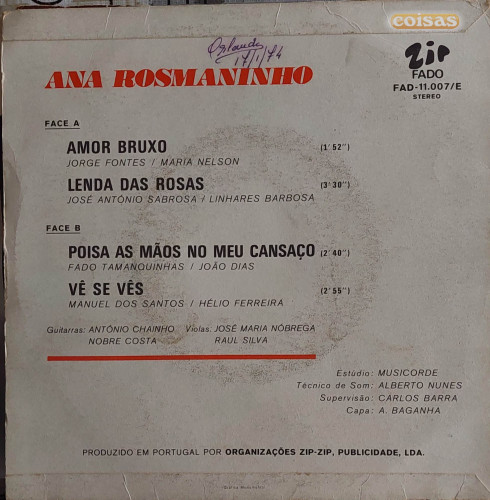 coisas
Orlando
17/1/74
Zip
FADO
FAD-11.007/E
STEREO
ANA ROSMANINHO
FACE A
AMOR BRUXO (1'52")
JORGE FONTES / MARIA NELSON
LENDA DAS ROSAS (3'30")
JOSÉ ANTÓNIO SABROSA / LINHARES BARBOSA
FACE B
POISA AS MÃOS NO MEU CANSAÇO (2'40")
FADO TAMANQUINHAS / JOÃO DIAS
VÊ SE VÊS (2'55")
MANUEL DOS SANTOS / HÉLIO FERREIRA
Guitarras: ANTÓNIO CHAINHO Violas: JOSÉ MARIA NÓBREGA
NOBRE COSTA RAUL SILVA
Estúdio: MUSICORDE
Técnico de Som: ALBERTO NUNES
Supervisão: CARLOS BARRA
Capa: A. BAGANHA
PRODUZIDO EM PORTUGAL POR ORGANIZAÇÕES ZIP-ZIP, PUBLICIDADE, LDA.